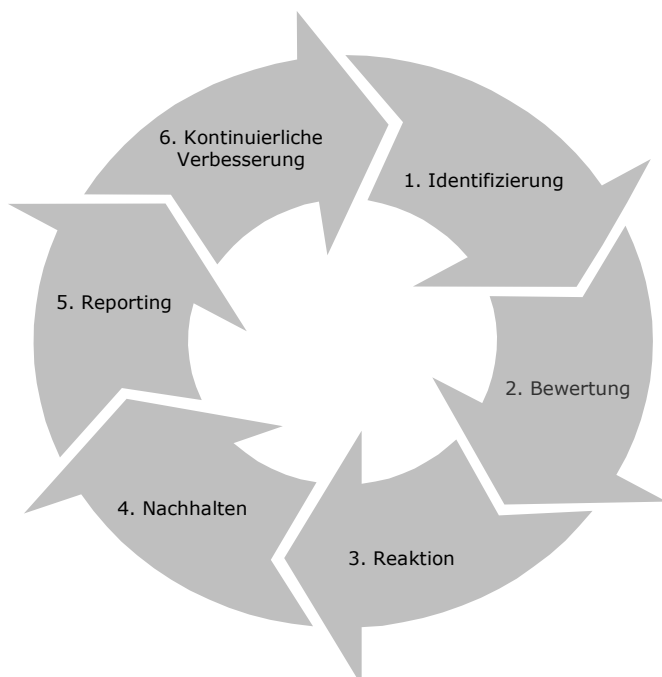 1. Identifizierung
2. Bewertung
3. Reaktion
4. Nachhalten
5. Reporting
6. Kontinuierliche
Verbesserung